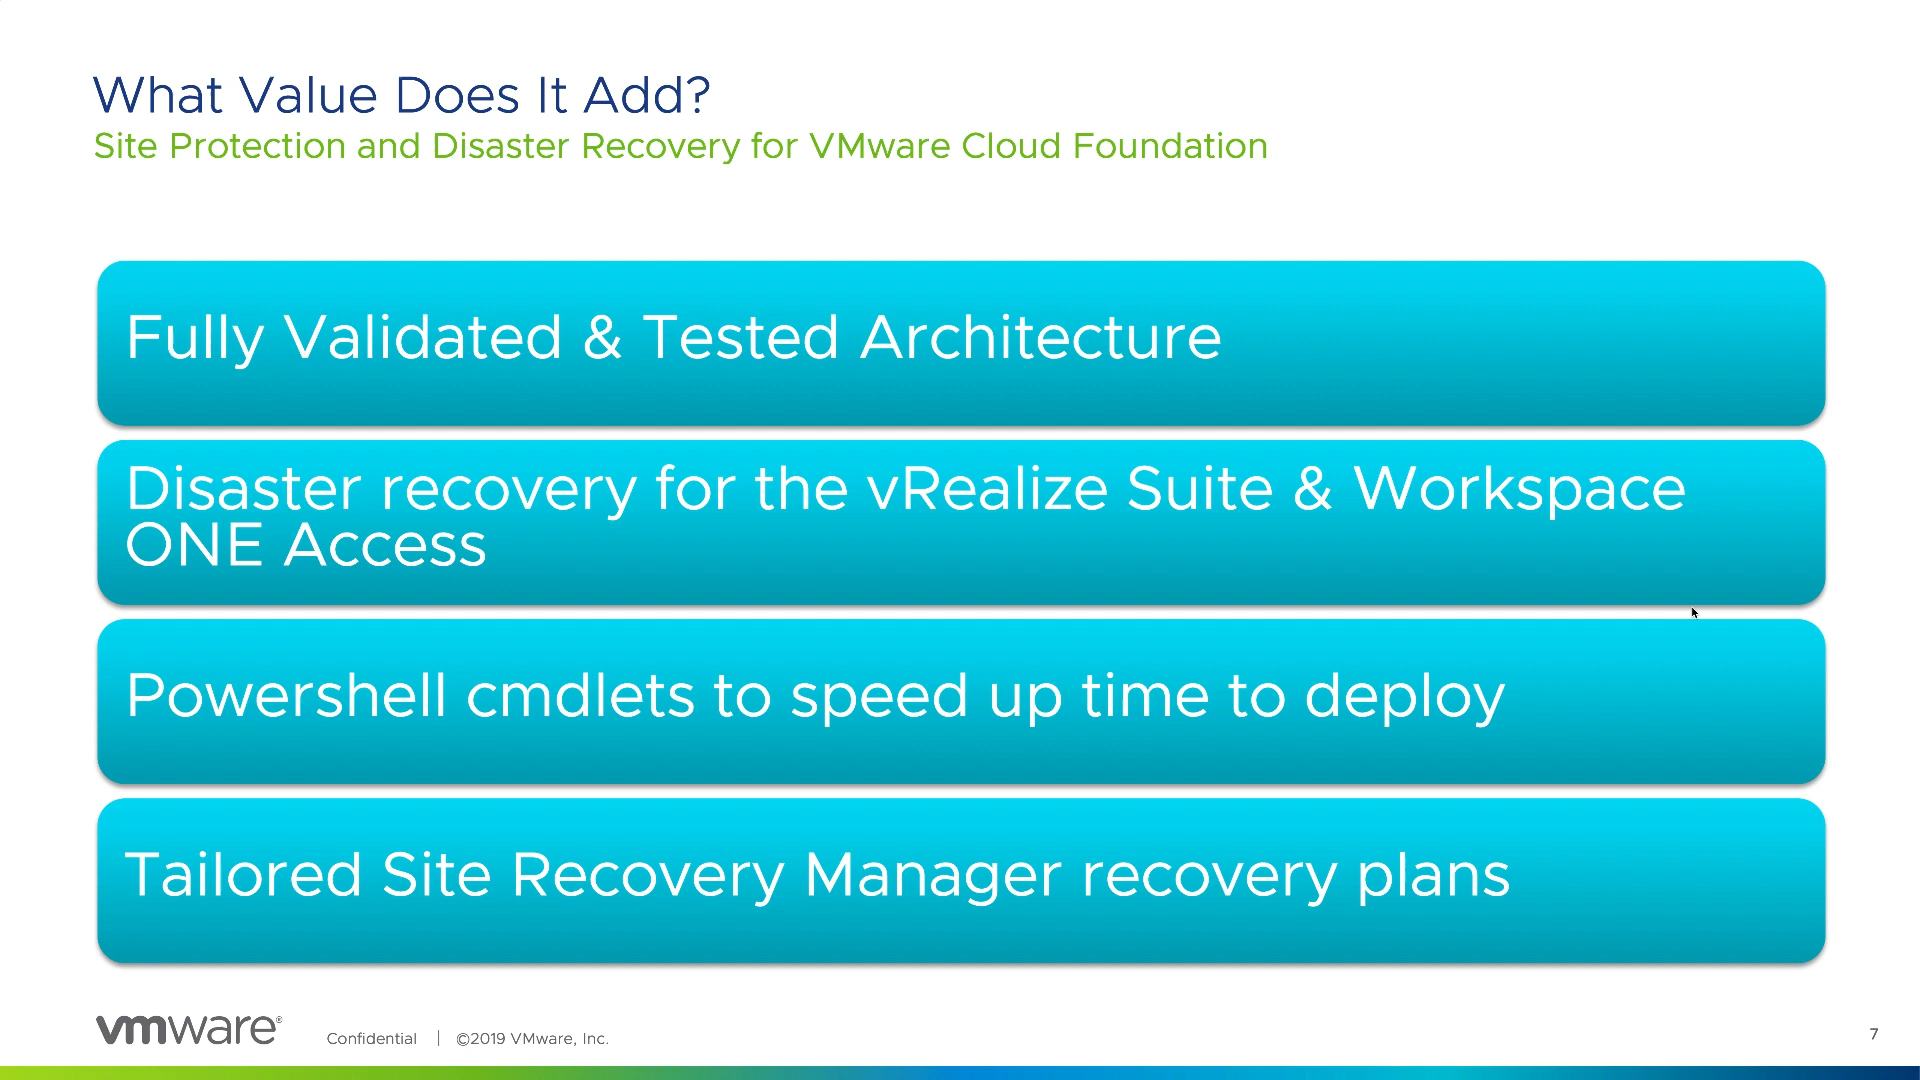 What Value Does It Add?
Site Protection and Disaster Recovery for VMware Cloud Foundation
Fully Validated & Tested Architecture
Disaster recovery for the vRealize Suite & Workspace
ONE Access
Powershell cmdlets to speed up time to deploy
Tailored Site Recovery Manager recovery plans
vmware®
Confidential | ©2019 VMware, Inc.
7